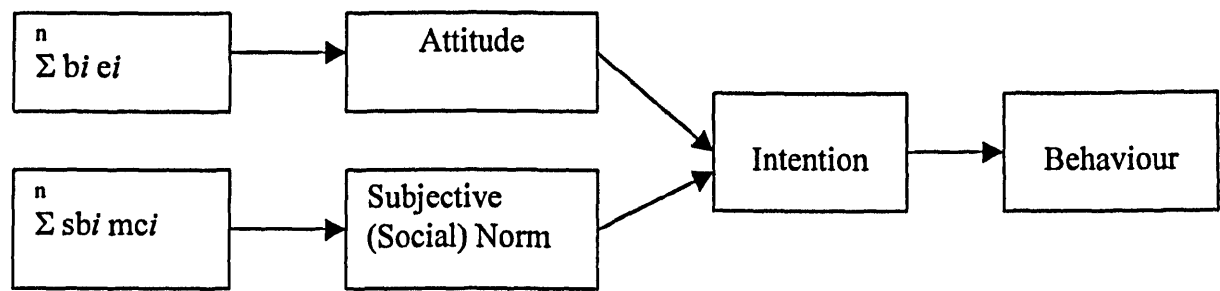 n
Σ bi ei
Attitude
Intention
Behaviour
n
Σ sbi mci
Subjective
(Social) Norm